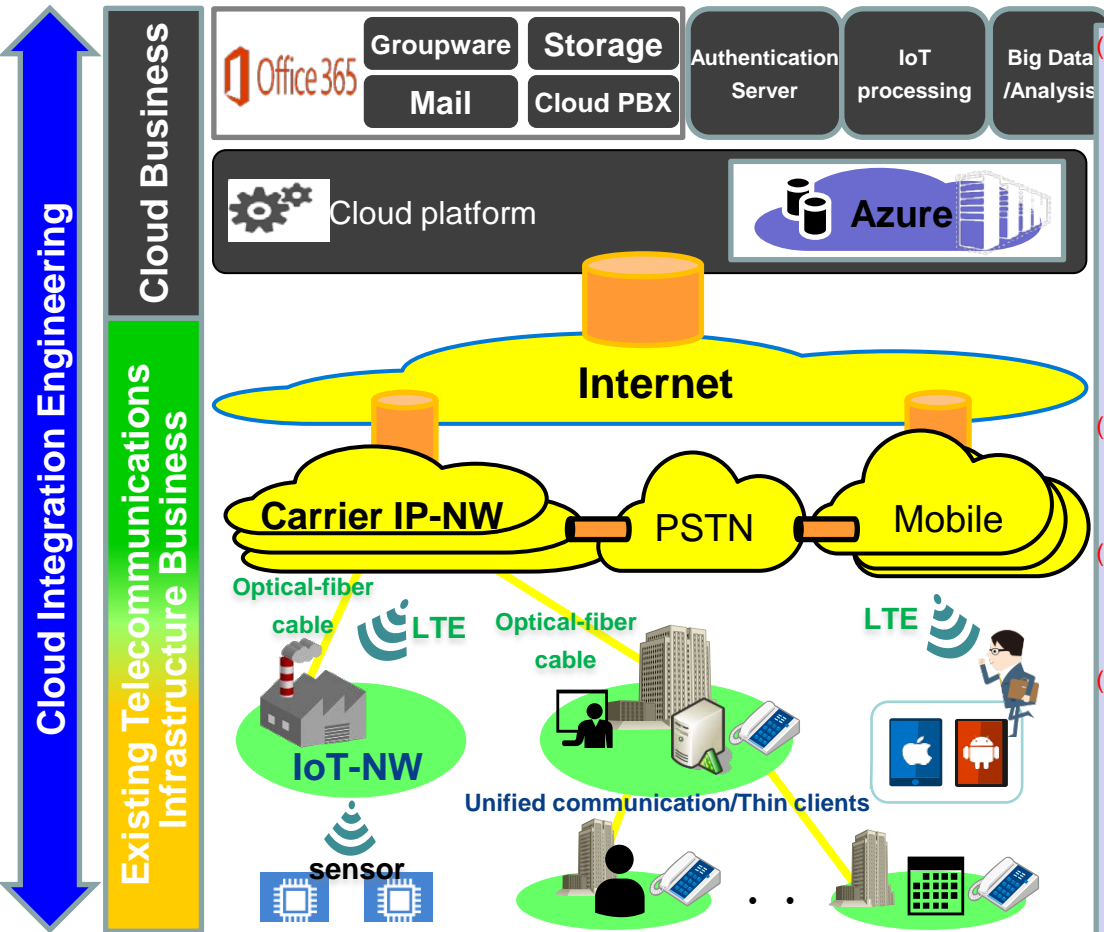 Cloud Integration Engineering
Cloud Business
Existing Telecommunications
Infrastructure Business
Office 365
Groupware
Storage
Mail
Cloud PBX
Authentication
Server
IoT
processing
Big Data
/Analysis
(
Cloud platform
Azure
Internet
(
Carrier IP-NW
PSTN
Mobile
(
Optical-fiber
cable
LTE
Optical-fiber
cable
LTE
(
IoT-NW
Unified communication/Thin clients
sensor
. .